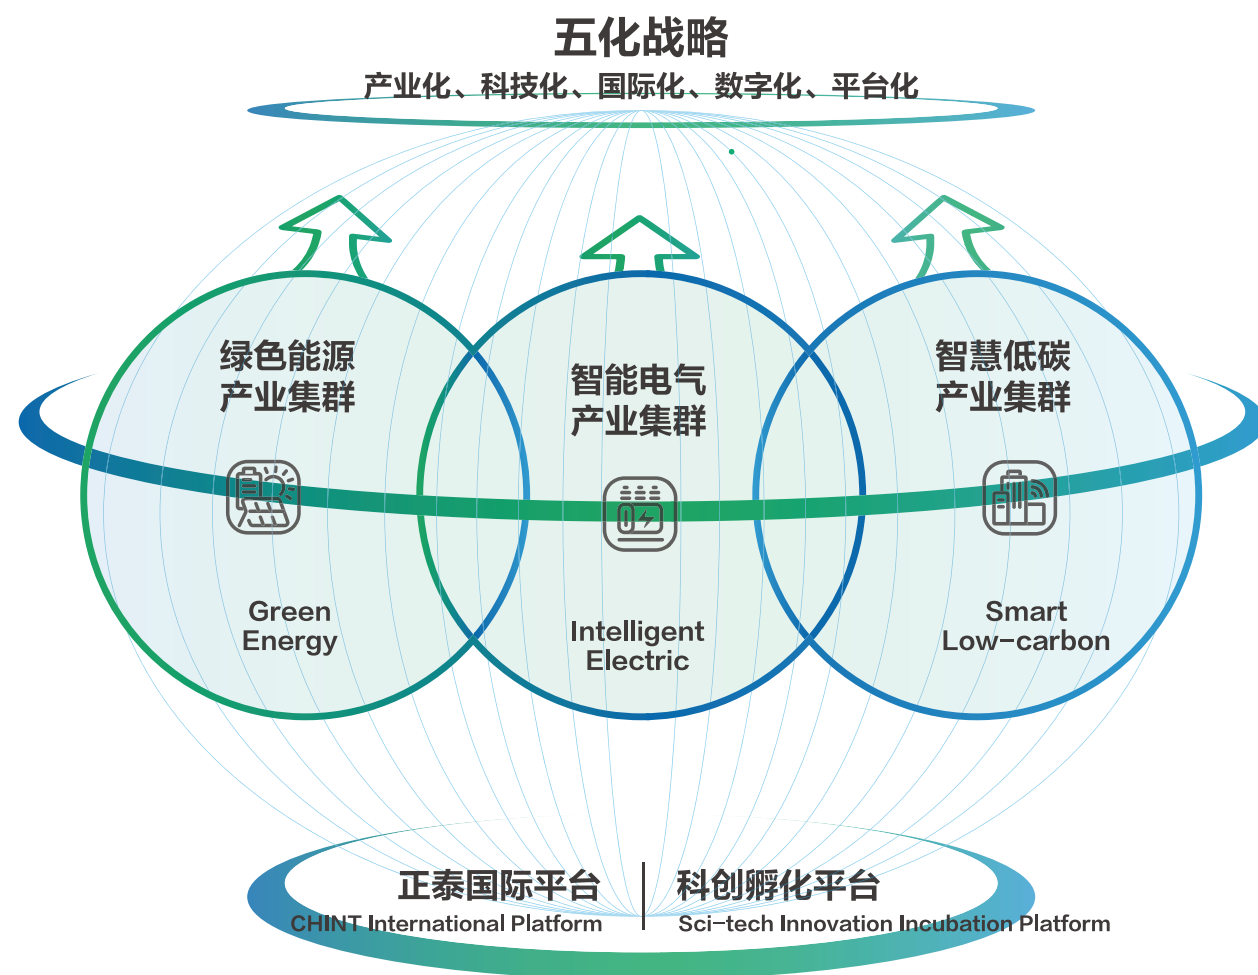 五化战略
产业化、科技化、国际化、数字化、平台化
绿色能源
产业集群
智能电气
产业集群
智慧低碳
产业集群
Green
Energy
Intelligent
Electric
Smart
Low-carbon
正泰国际平台
CHINT International Platform
科创孵化平台
Sci-tech Innovation Incubation Platform